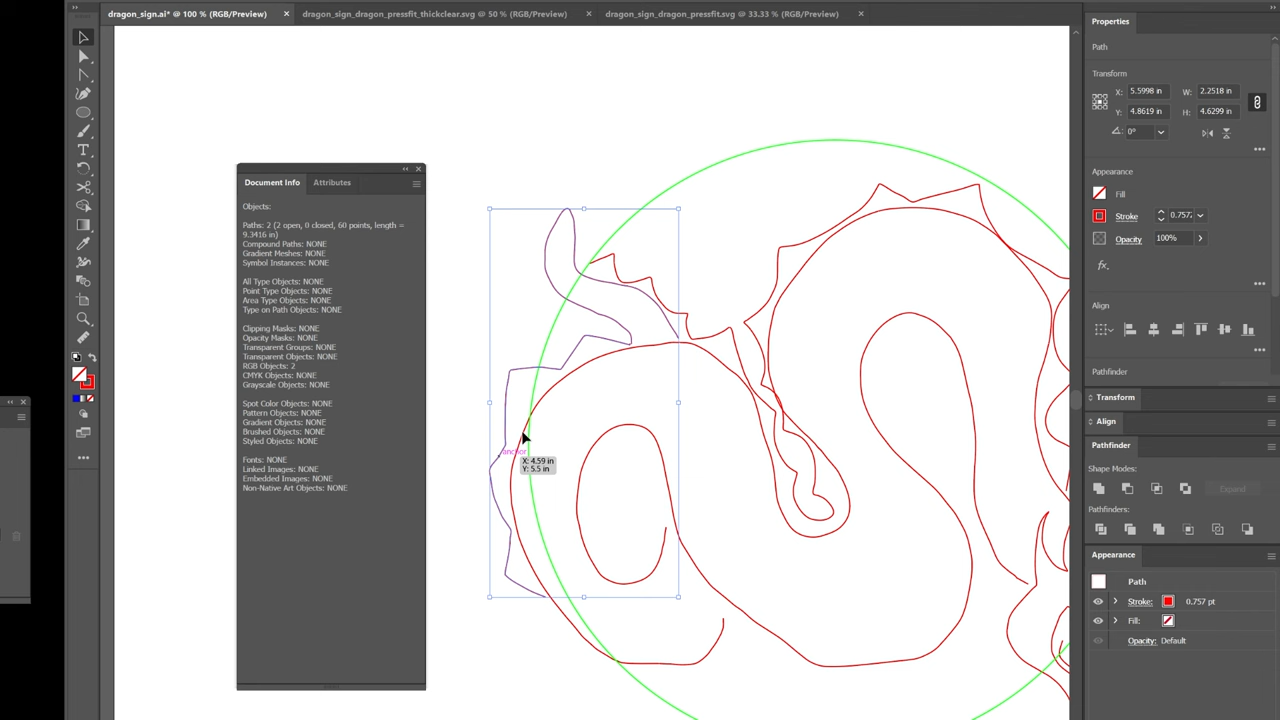 dragon_sign.ai* @ 100 % (RGB/Preview)
dragon_sign_dragon_pressfit_thickclear.svg @ 50 % (RGB/Preview)
dragon_sign_dragon_pressfit.svg @ 33.33 % (RGB/Preview)
Document Info
Attributes
Objects:
Paths: 2 (2 open, 0 closed, 60 points, length =
9.3416 in)
Compound Paths: NONE
Gradient Meshes: NONE
Symbol Instances: NONE
All Type Objects: NONE
Point Type Objects: NONE
Area Type Objects: NONE
Type on Path Objects: NONE
Clipping Masks: NONE
Opacity Masks: NONE
Transparent Groups: NONE
Transparent Objects: NONE
RGB Objects: 2
CMYK Objects: NONE
Grayscale Objects: NONE
Spot Color Objects: NONE
Pattern Objects: NONE
Gradient Objects: NONE
Brushed Objects: NONE
Styled Objects: NONE
Fonts: NONE
Linked Images: NONE
Embedded Images: NONE
Non-Native Art Objects: NONE
anchor
X: 4.59 in
Y: 5.5 in
Properties
Path
Transform
X: 5.5998 in
W: 2.2518 in
Y: 4.8619 in
H: 4.6299 in
0°
Appearance
Fill
Stroke
0.757
Opacity
100%
fx
Align
Pathfinder
Transform
Align
Pathfinder
Shape Modes:
Expand
Pathfinders:
Appearance
Path
Stroke:
0.757 pt
Fill:
Opacity: Default